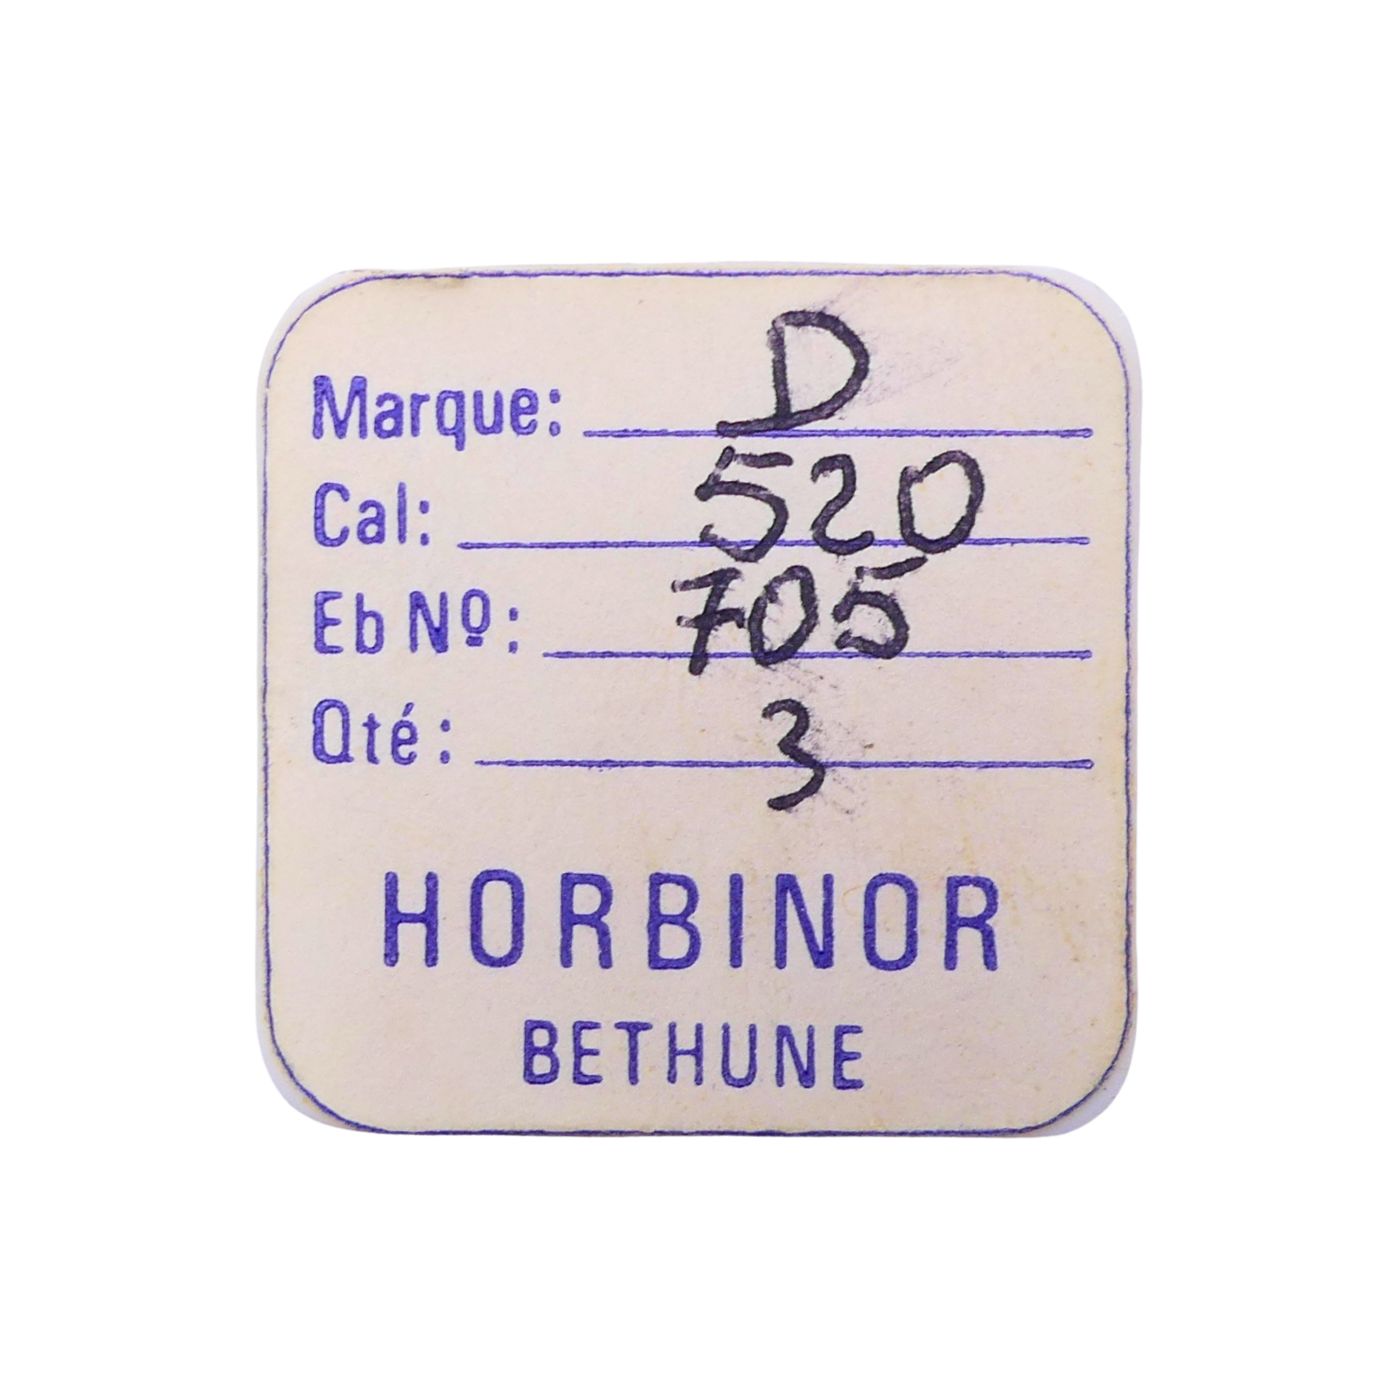 Marque: D
Cal: 520
Eb Nº: 705
Qté: 3
HORBINOR
BETHUNE